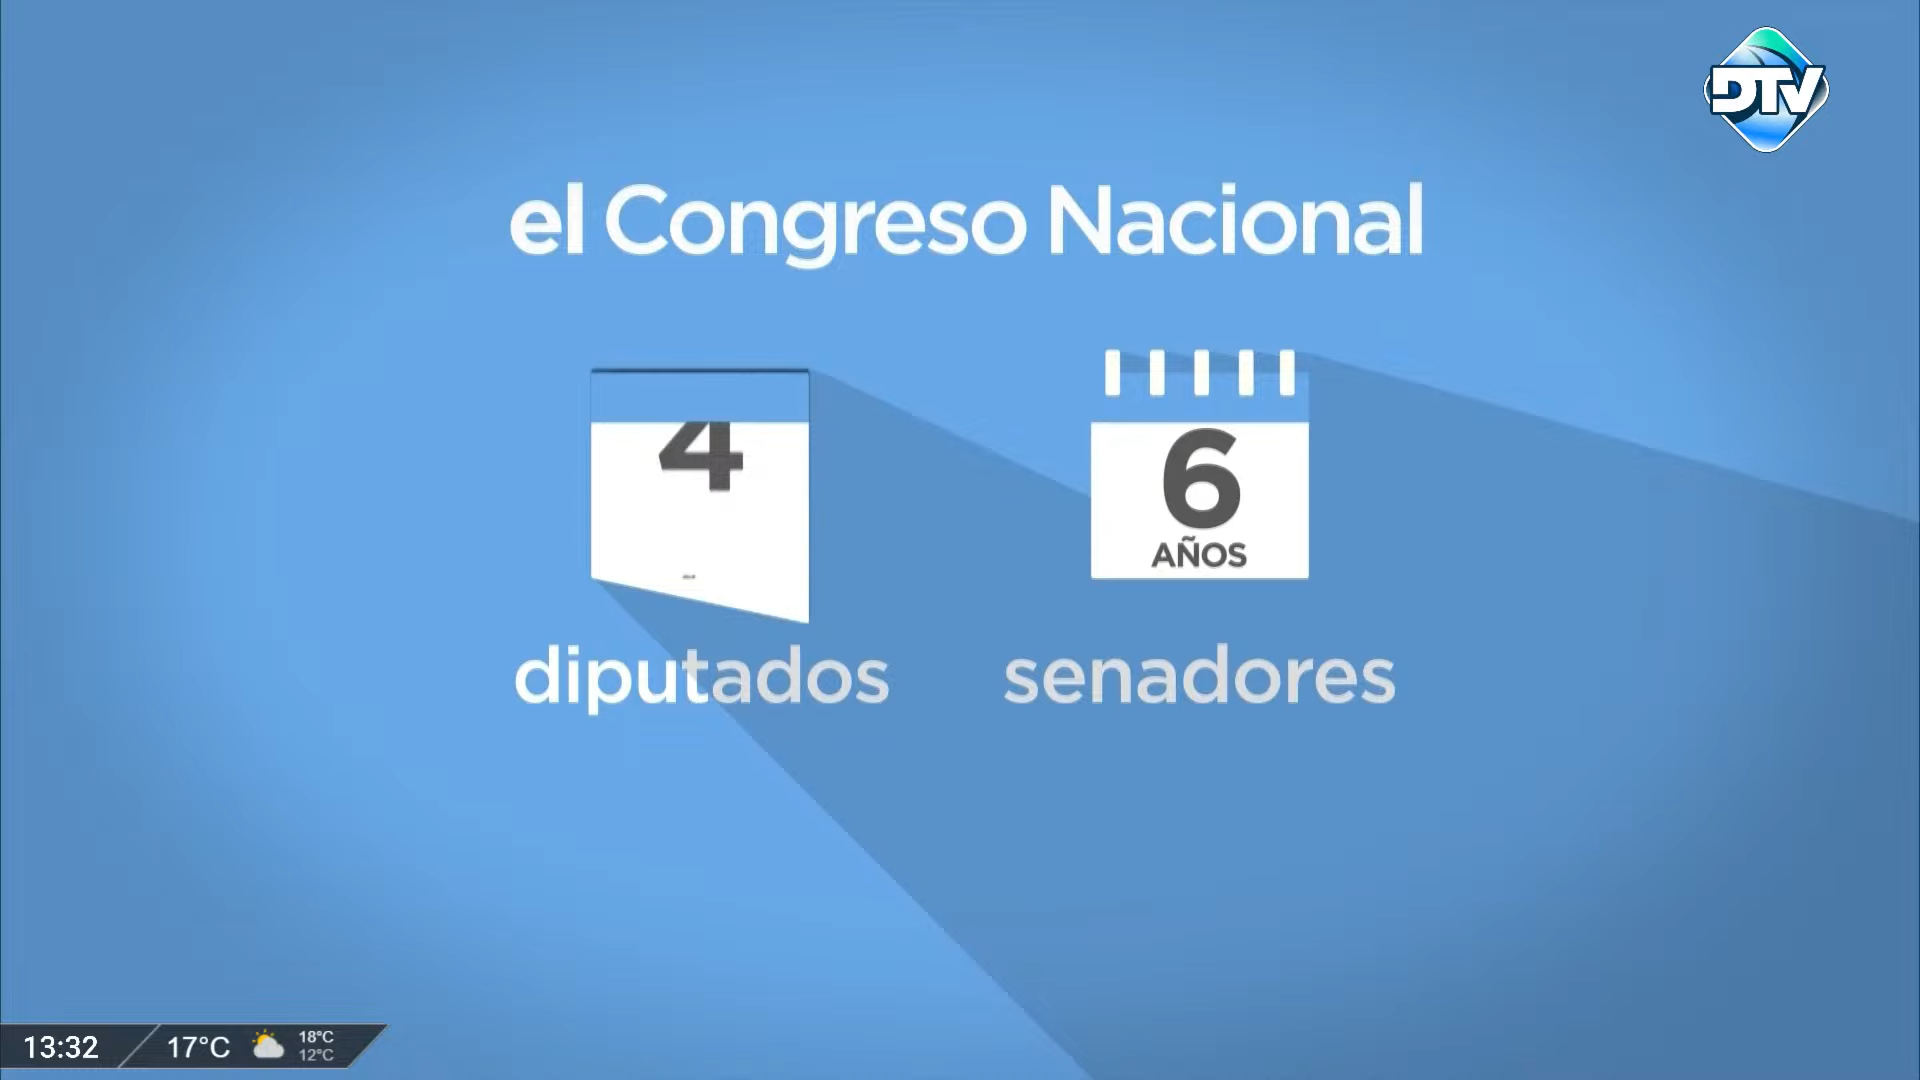 DTV
el Congreso Nacional
4
6
AÑOS
diputados
senadores
13:32
17°C
18°C
12°C